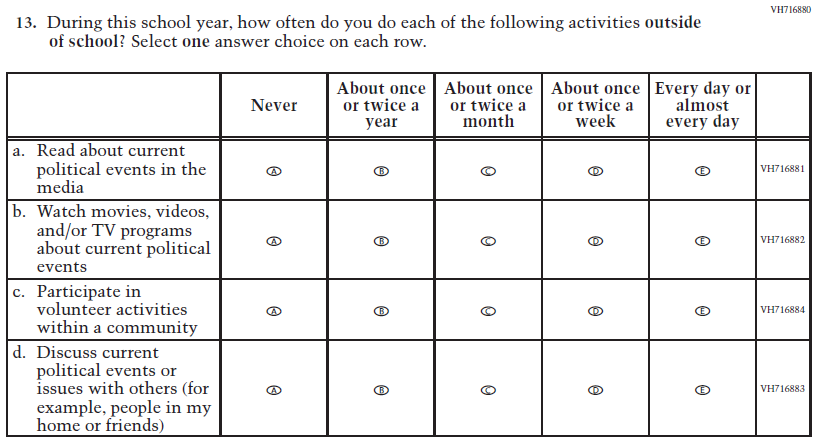 VH716880
13. During this school year, how often do you do each of the following activities outside
of school? Select one answer choice on each row.
Never
About once
or twice a
year
About once
or twice a
month
About once
or twice a
week
Every day or
almost
every day
a. Read about current
political events in the
media
A B C D E VH716881
b. Watch movies, videos,
and/or TV programs
about current political
events
A B C D E VH716882
c. Participate in
volunteer activities
within a community
A B C D E VH716884
d. Discuss current
political events or
issues with others (for
example, people in my
home or friends)
A B C D E VH716883